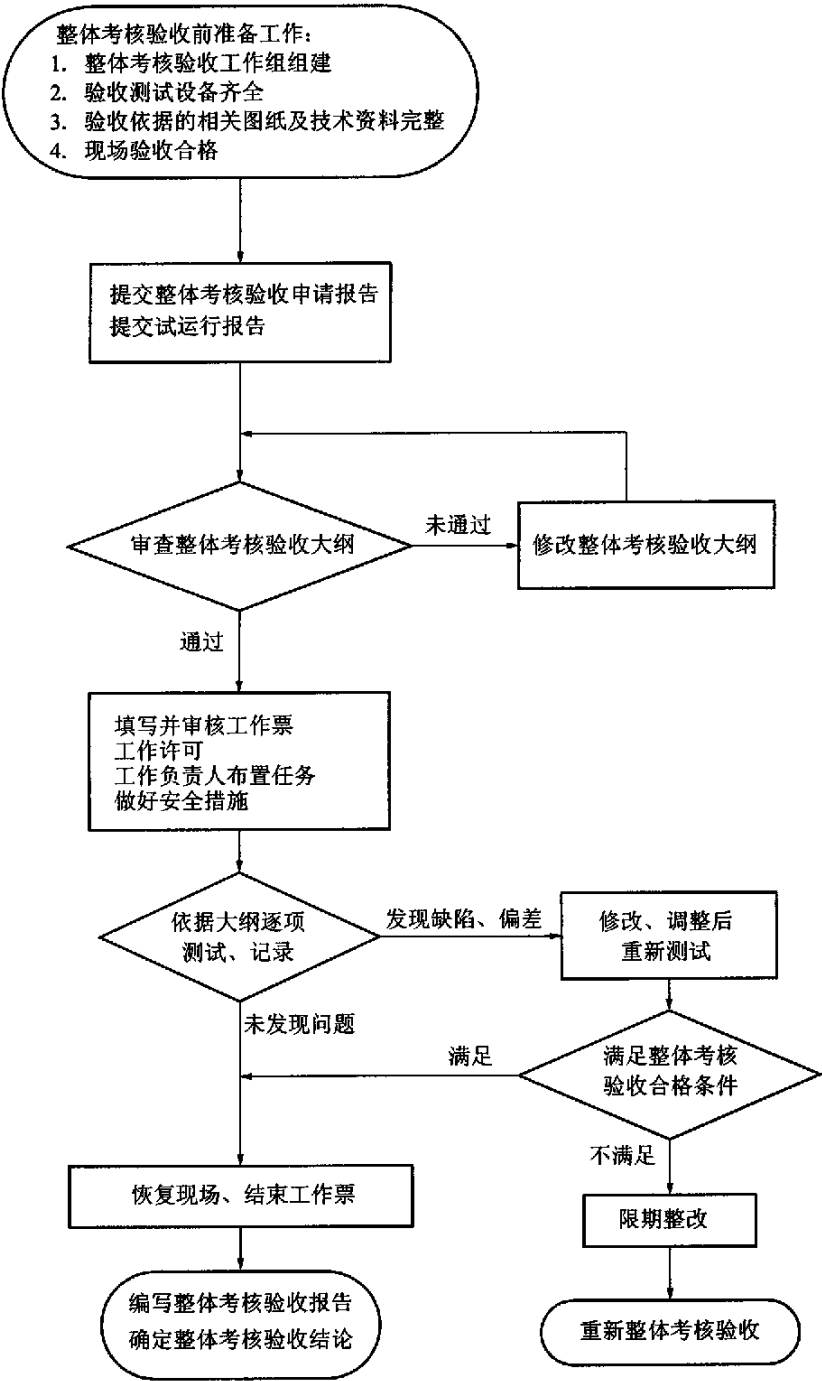 整体考核验收前准备工作：
1. 整体考核验收工作组组建
2. 验收测试设备齐全
3. 验收依据的相关图纸及技术资料完整
4. 现场验收合格
提交整体考核验收申请报告
提交试运行报告
审查整体考核验收大纲
未通过
修改整体考核验收大纲
通过
填写并审核工作票
工作许可
工作负责人布置任务
做好安全措施
依据大纲逐项
测试、记录
发现缺陷、偏差
修改、调整后
重新测试
未发现问题
满足
满足整体考核
验收合格条件
不满足
恢复现场、结束工作票
限期整改
编写整体考核验收报告
确定整体考核验收结论
重新整体考核验收